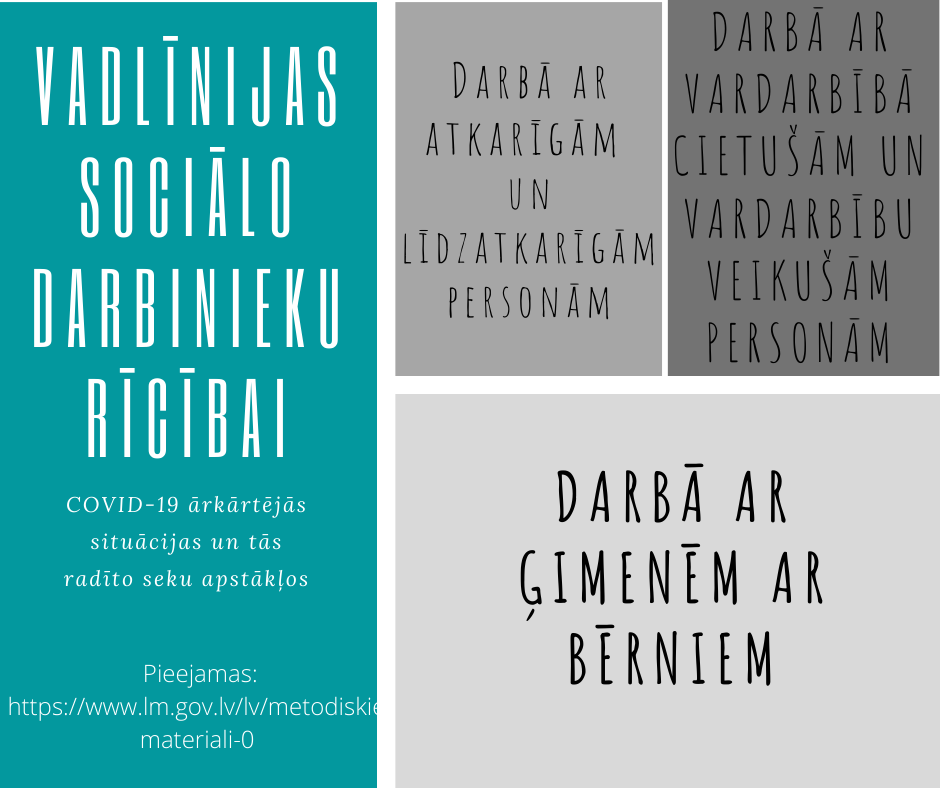 VADLĪNIJAS
SOCIĀLO
DARBINIEKU
RĪCĪBAI
COVID-19 ārkārtējās
situācijas un tās
radīto seku apstākļos
Pieejamas:
https://www.lm.gov.lv/lv/metodiskie
materiali-0
DARBĀ AR
ATKARĪGĀM
UN
LĪDZATKARĪGĀM
PERSONĀM
DARBĀ AR
VARDARBĪBĀ
CIETUŠĀM UN
VARDARBĪBU
VEIKUŠĀM
PERSONĀM
DARBĀ AR
ĢIMENĒM AR
BĒRNIEM